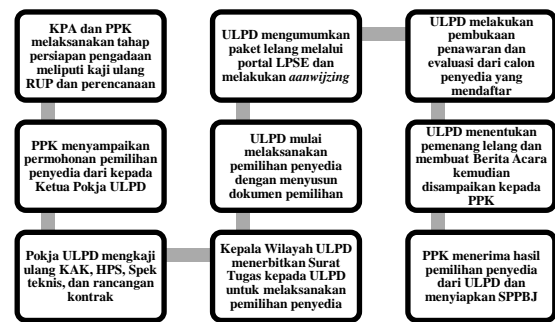 KPA dan PPK
melaksanakan tahap
persiapan pengadaan
meliputi kaji ulang
RUP dan perencanaan
PPK menyampaikan
permohonan pemilihan
penyedia dari kepada
Ketua Pokja ULPD
Pokja ULPD mengkaji
ulang KAK, HPS, Spek
teknis, dan rancangan
kontrak
Kepala Wilayah ULPD
menerbitkan Surat
Tugas kepada ULPD
untuk melaksanakan
pemilihan penyedia
ULPD mulai
melaksanakan
pemilihan penyedia
dengan menyusun
dokumen pemilihan
ULPD mengumumkan
paket lelang melalui
portal LPSE dan
melakukan aanwijzing
ULPD melakukan
pembukaan
penawaran dan
evaluasi dari calon
penyedia yang
mendaftar
ULPD menentukan
pemenang lelang dan
membuat Berita Acara
kemudian
disampaikan kepada
PPK
PPK menerima hasil
pemilihan penyedia
dari ULPD dan
menyiapkan SPPBJ